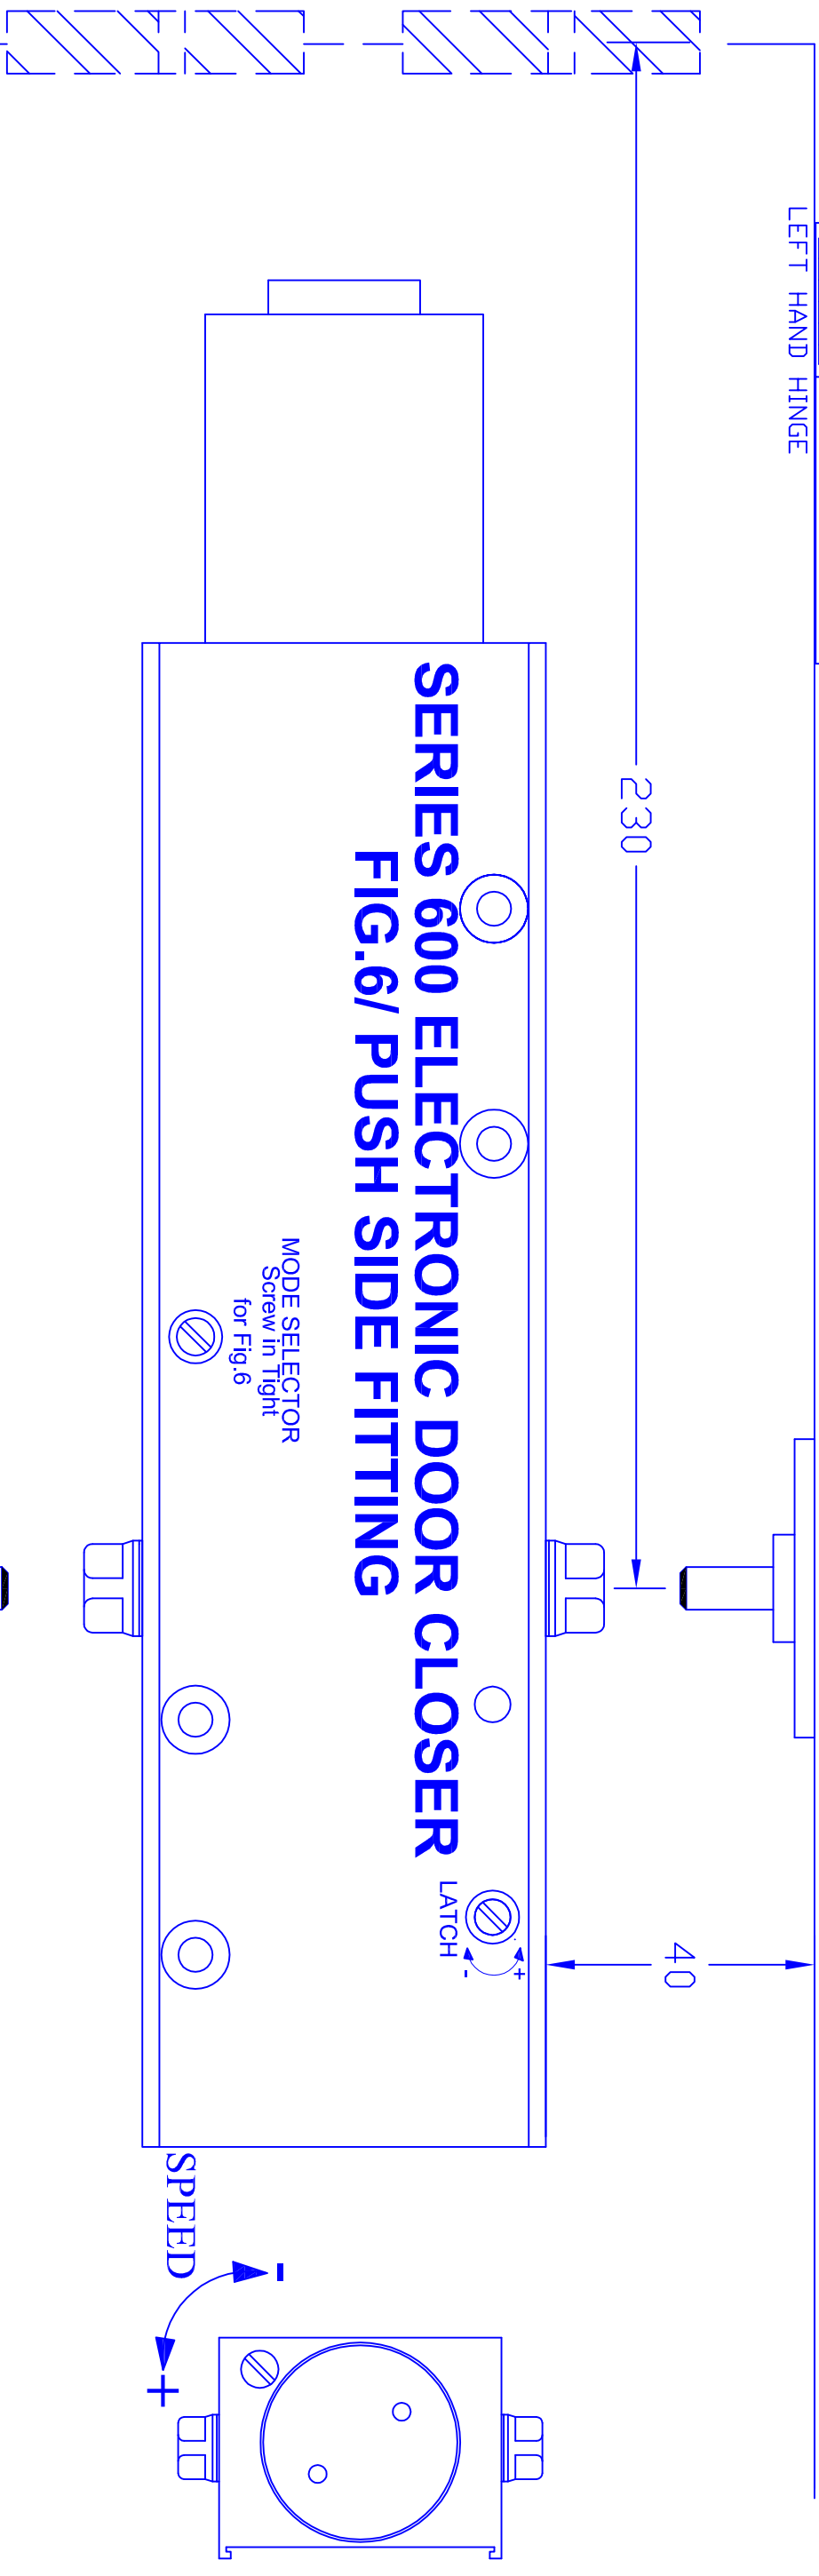 LEFT HAND HINGE
230
40
SERIES 600 ELECTRONIC DOOR CLOSER
FIG.6/ PUSH SIDE FITTING
LATCH
+
-
MODE SELECTOR
Screw in Tight
for Fig.6
SPEED
-
+